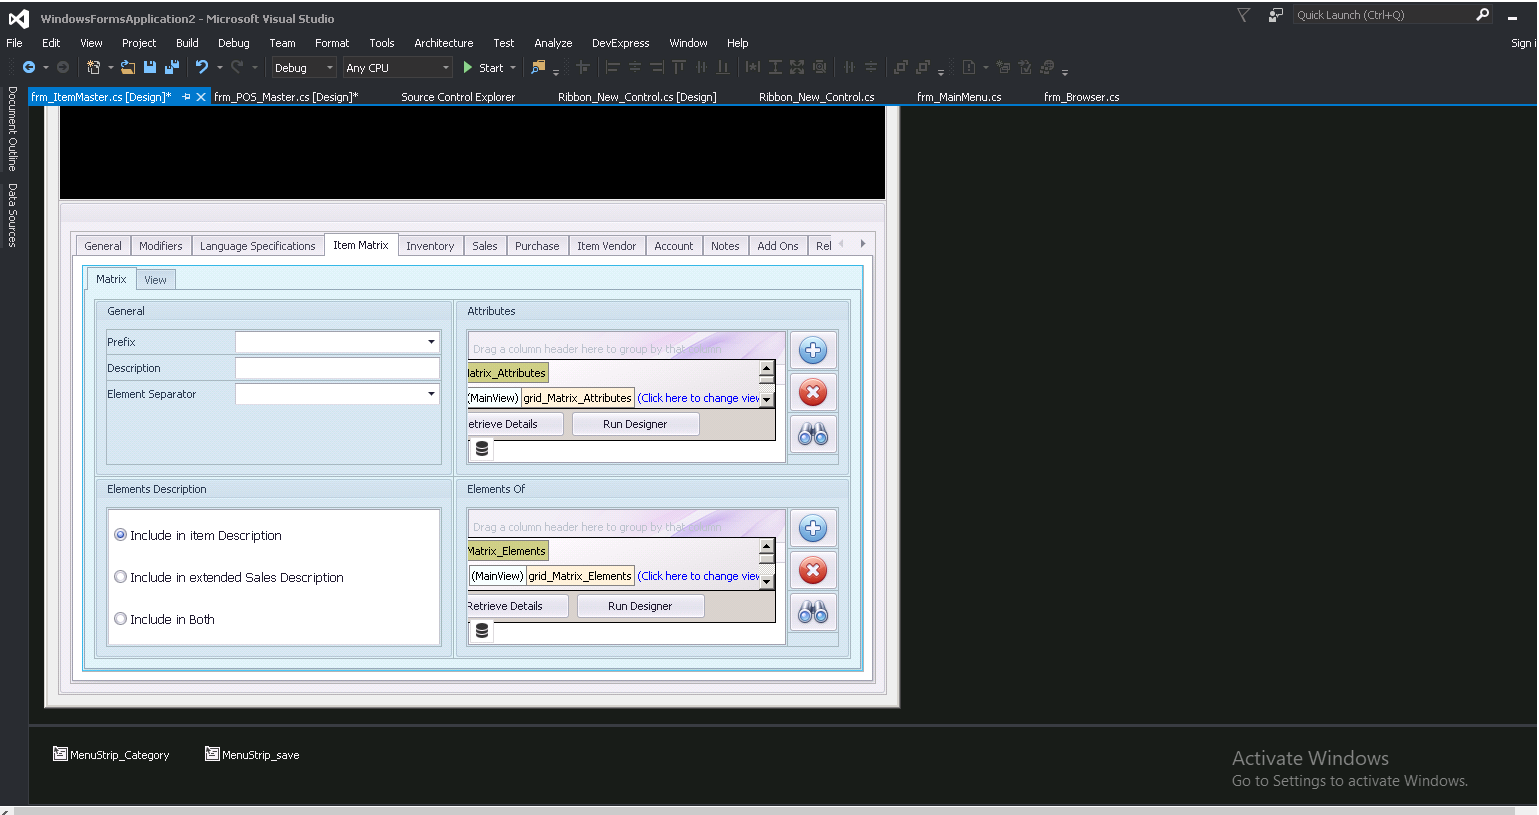 WindowsFormsApplication2 - Microsoft Visual Studio
Quick Launch (Ctrl+Q)
File Edit View Project Build Debug Team Format Tools Architecture Test Analyze DevExpress Window Help
Sign i
Debug Any CPU Start
frm_ItemMaster.cs [Design]* frm_POS_Master.cs [Design]* Source Control Explorer Ribbon_New_Control.cs [Design] Ribbon_New_Control.cs frm_MainMenu.cs frm_Browser.cs
Document Outline
Data Sources
General Modifiers Language Specifications Item Matrix Inventory Sales Purchase Item Vendor Account Notes Add Ons Rel
Matrix View
General
Prefix
Description
Element Separator
Attributes
Drag a column header here to group by that column
Matrix_Attributes
(MainView) grid_Matrix_Attributes (Click here to change view
etrieve Details Run Designer
Elements Description
Include in item Description
Include in extended Sales Description
Include in Both
Elements Of
Drag a column header here to group by that column
Matrix_Elements
(MainView) grid_Matrix_Elements (Click here to change view
Retrieve Details Run Designer
MenuStrip_Category MenuStrip_save
Activate Windows
Go to Settings to activate Windows.